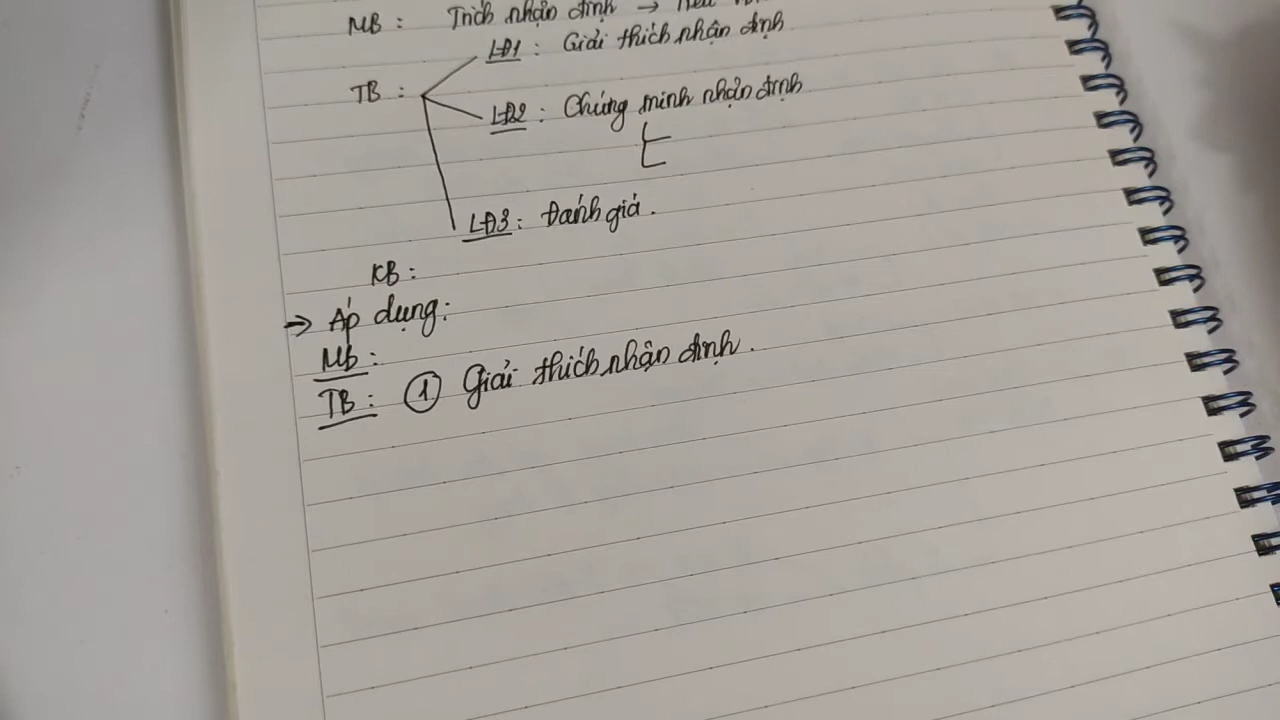 MB : Trích nhận định →
LĐ1 : Giải thích nhận định
TB :
LĐ2 : Chứng minh nhận định
LĐ3 : Đánh giá.
KB :
→ Áp dụng:
Mb :
TB : ① Giải thích nhận định.